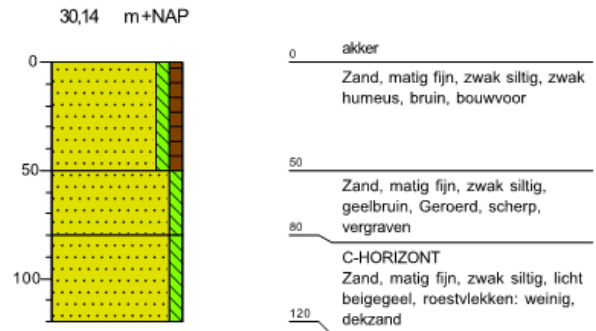 30,14 m+NAP
0
50
100
0
akker
Zand, matig fijn, zwak siltig, zwak
humeus, bruin, bouwvoor
50
Zand, matig fijn, zwak siltig,
geelbruin, Geroerd, scherp,
vergraven
80
C-HORIZONT
Zand, matig fijn, zwak siltig, licht
beigegeel, roestvlekken: weinig,
dekzand
120